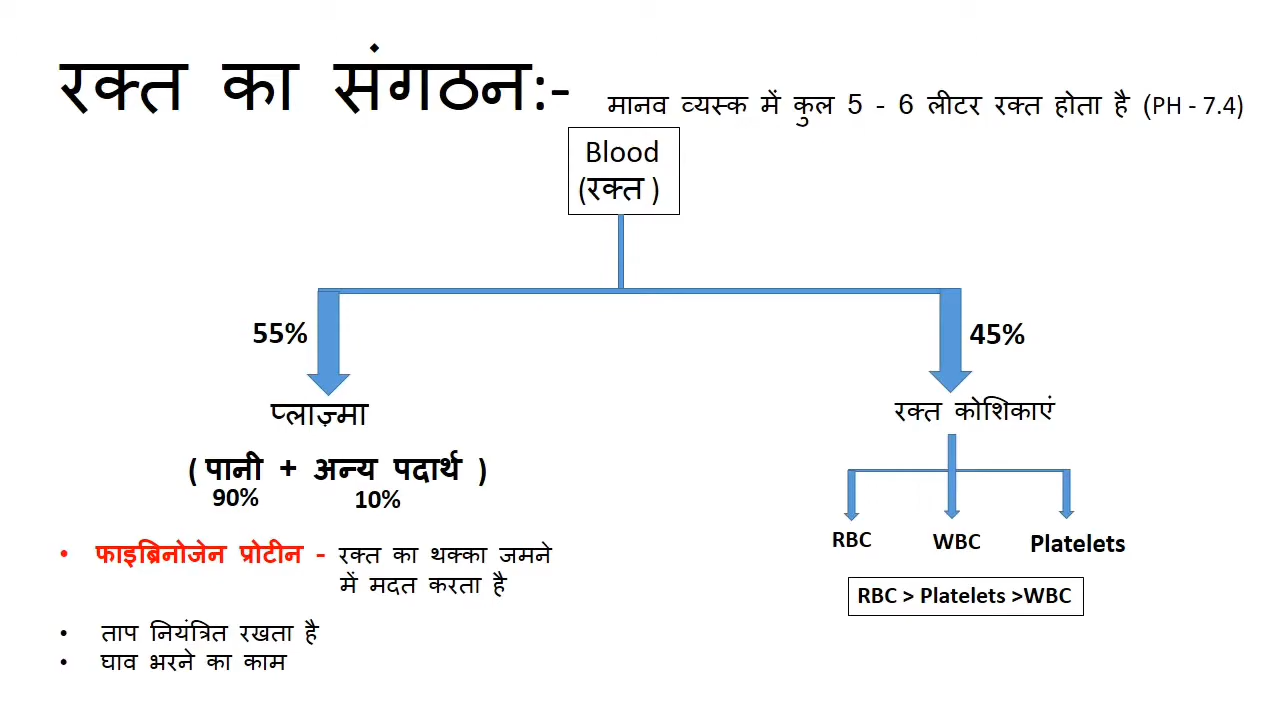 रक्त का संगठन:-
मानव व्यस्क में कुल 5 - 6 लीटर रक्त होता है (PH - 7.4)
Blood
(रक्त )
55%
45%
प्लाज़्मा
रक्त कोशिकाएं
( पानी + अन्य पदार्थ )
90% 10%
RBC WBC Platelets
• फाइब्रिनोजेन प्रोटीन - रक्त का थक्का जमने
में मदत करता है
RBC > Platelets >WBC
• ताप नियंत्रित रखता है
• घाव भरने का काम